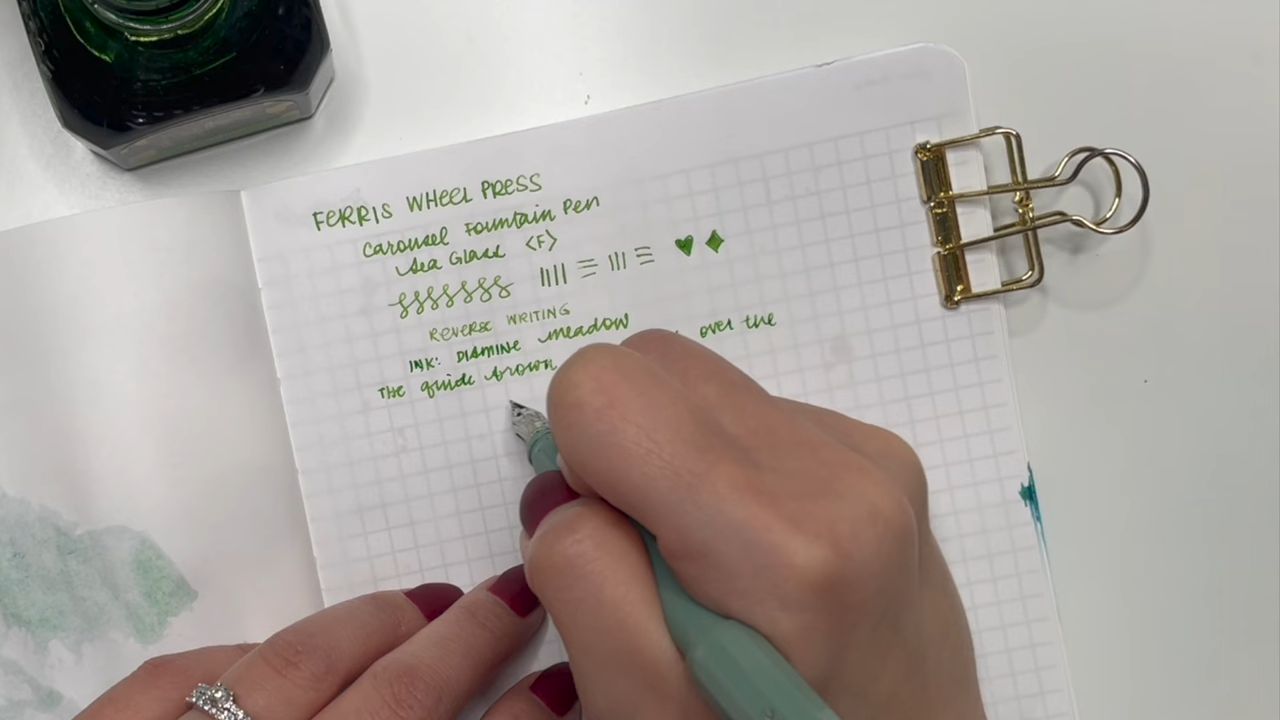 FERRIS WHEEL PRESS
Carousel Fountain Pen
Sea Glass <F>
REVERSE WRITING
INK: DIAMINE meadow
The quick brown over the